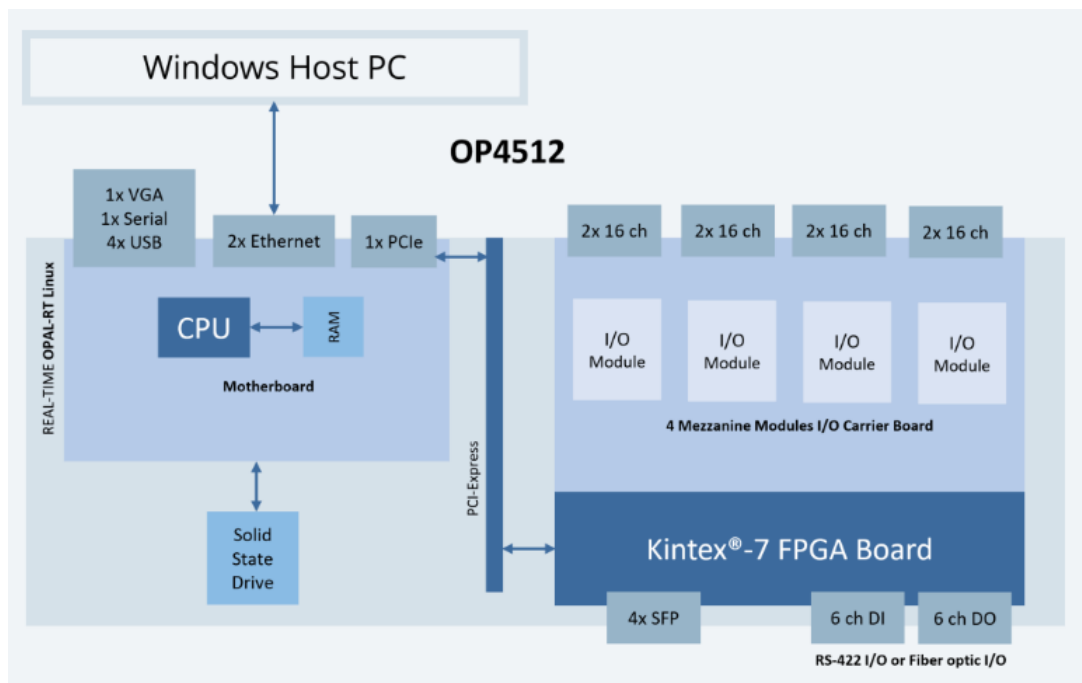 Windows Host PC
OP4512
1x VGA
1x Serial
4x USB
2x Ethernet
1x PCIe
2x 16 ch
2x 16 ch
2x 16 ch
2x 16 ch
REAL-TIME OPAL-RT Linux
CPU
RAM
Motherboard
I/O
Module
I/O
Module
I/O
Module
I/O
Module
4 Mezzanine Modules I/O Carrier Board
PCI-Express
Solid
State
Drive
Kintex®-7 FPGA Board
4x SFP
6 ch DI
6 ch DO
RS-422 I/O or Fiber optic I/O